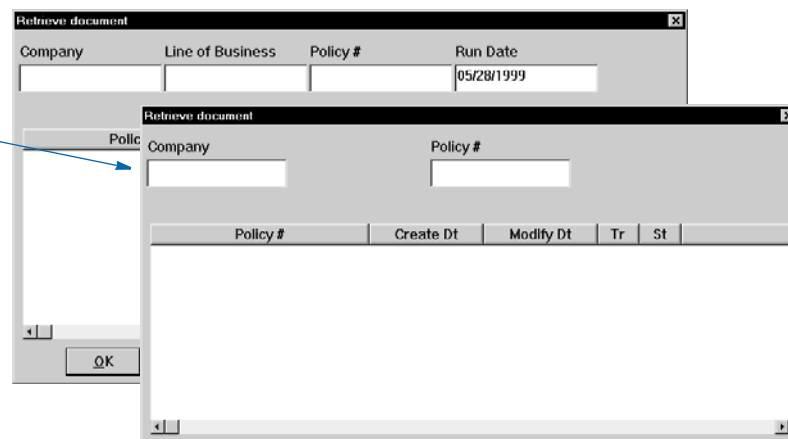 Retrieve document
Company Line of Business Policy # Run Date
05/28/1999
Retrieve document
Polic
Company Policy #
Policy # Create Dt Modify Dt Tr St
OK